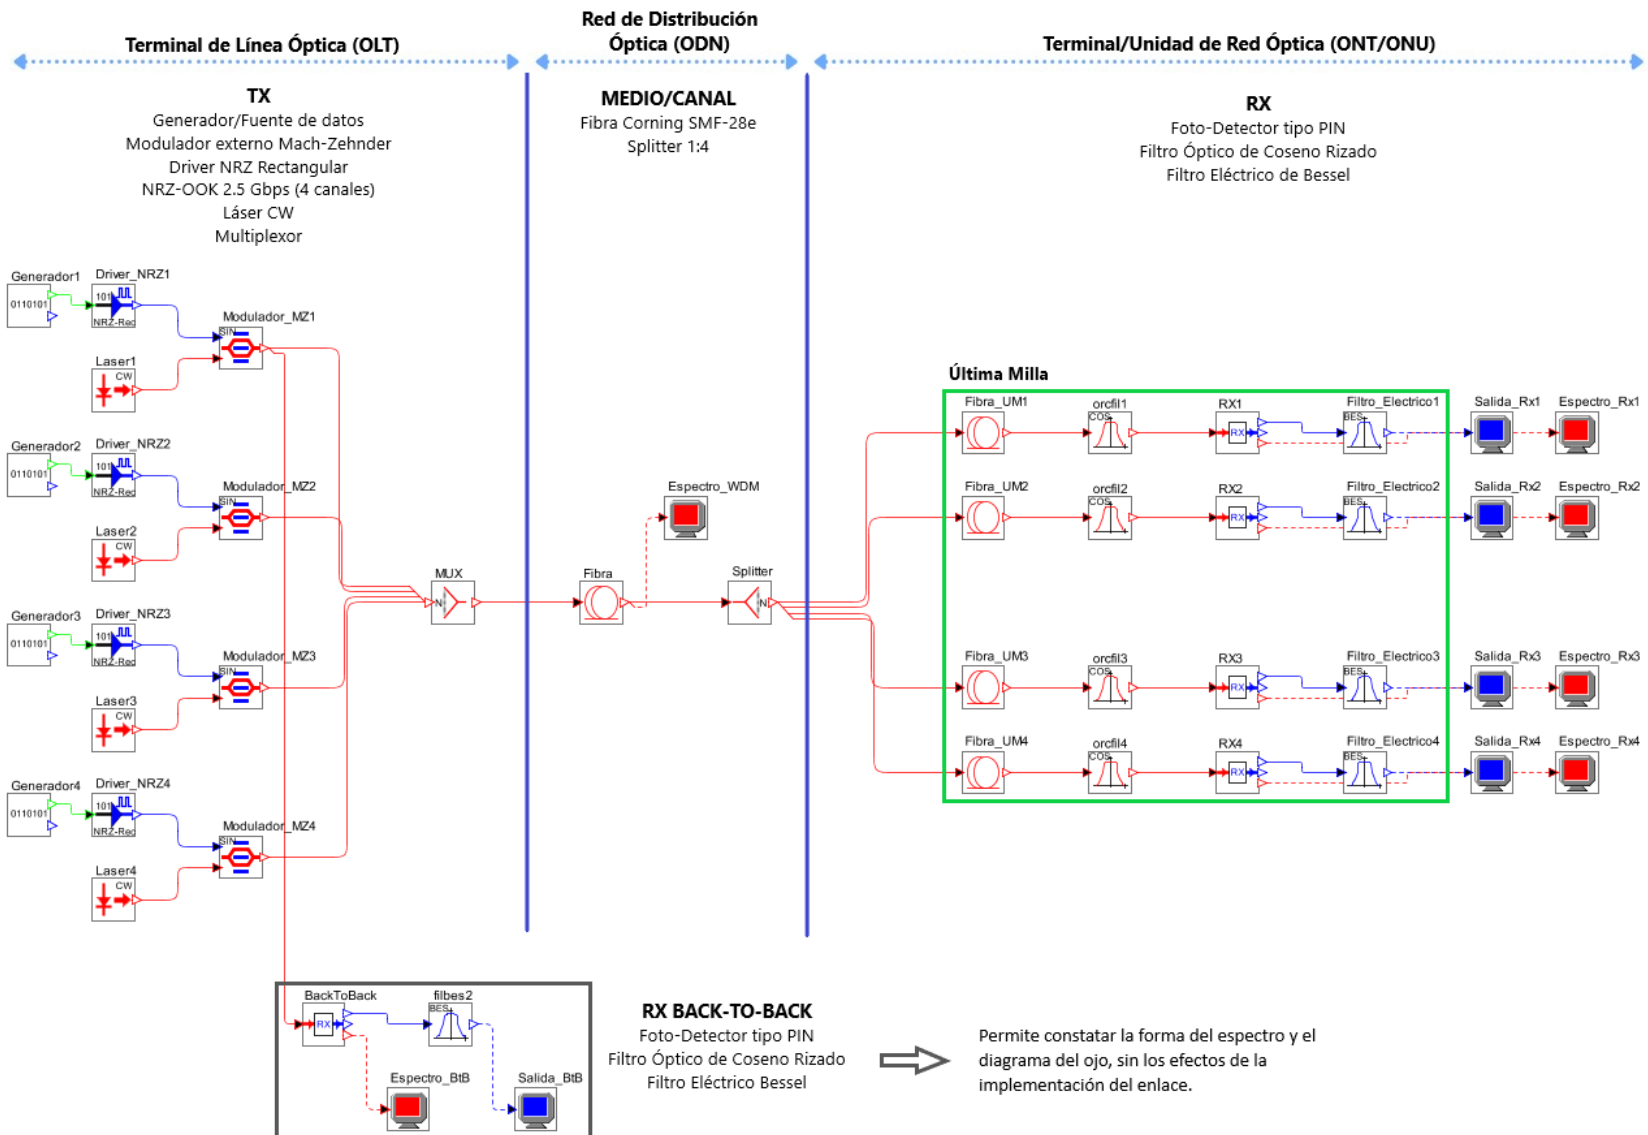 Terminal de Línea Óptica (OLT)
Red de Distribución
Óptica (ODN)
Terminal/Unidad de Red Óptica (ONT/ONU)
TX
Generador/Fuente de datos
Modulador externo Mach-Zehnder
Driver NRZ Rectangular
NRZ-OOK 2.5 Gbps (4 canales)
Láser CW
Multiplexor
MEDIO/CANAL
Fibra Corning SMF-28e
Splitter 1:4
RX
Foto-Detector tipo PIN
Filtro Óptico de Coseno Rizado
Filtro Eléctrico de Bessel
Generador1
0110101
Driver_NRZ1
101
NRZ-Rec
Modulador_MZ1
SIN
Laser1
CW
Generador2
0110101
Driver_NRZ2
101
NRZ-Rec
Modulador_MZ2
SIN
Laser2
CW
Generador3
0110101
Driver_NRZ3
101
NRZ-Rec
Modulador_MZ3
SIN
Laser3
CW
Generador4
0110101
Driver_NRZ4
101
NRZ-Rec
Modulador_MZ4
SIN
Laser4
CW
MUX
N
Fibra
Espectro_WDM
Splitter
N
Última Milla
Fibra_UM1
orcfil1
COS
RX1
RX
Filtro_Electrico1
BES
Salida_Rx1
Espectro_Rx1
Fibra_UM2
orcfil2
COS
RX2
RX
Filtro_Electrico2
BES
Salida_Rx2
Espectro_Rx2
Fibra_UM3
orcfil3
COS
RX3
RX
Filtro_Electrico3
BES
Salida_Rx3
Espectro_Rx3
Fibra_UM4
orcfil4
COS
RX4
RX
Filtro_Electrico4
BES
Salida_Rx4
Espectro_Rx4
BackToBack
RX
filbes2
BES
Espectro_BtB
Salida_BtB
RX BACK-TO-BACK
Foto-Detector tipo PIN
Filtro Óptico de Coseno Rizado
Filtro Eléctrico Bessel
Permite constatar la forma del espectro y el
diagrama del ojo, sin los efectos de la
implementación del enlace.